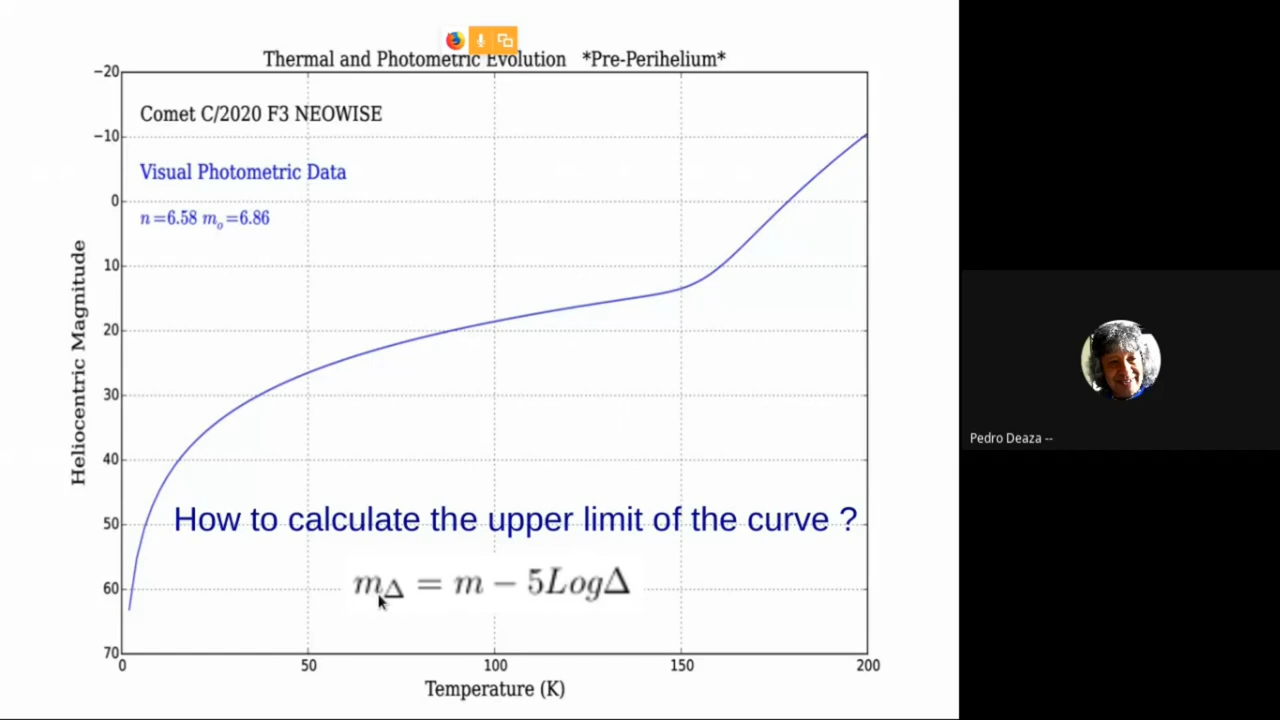 Thermal and Photometric Evolution *Pre-Perihelium*
−20
−10
0
10
20
30
40
50
60
70
Heliocentric Magnitude
Comet C/2020 F3 NEOWISE
Visual Photometric Data
n=6.58 mₒ=6.86
How to calculate the upper limit of the curve ?
m_Δ = m − 5LogΔ
0 50 100 150 200
Temperature (K)
Pedro Deaza --